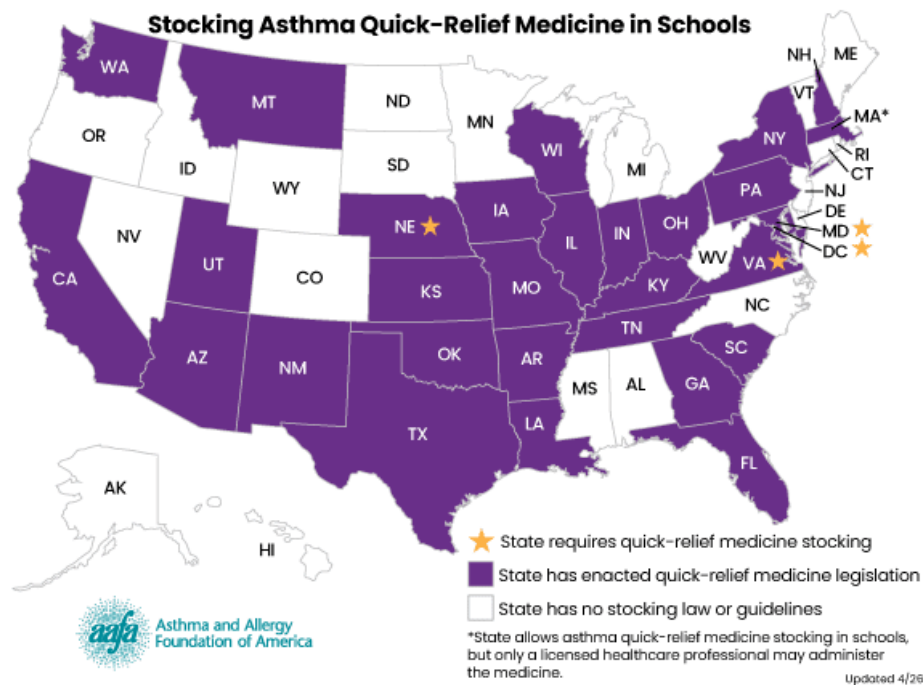 Stocking Asthma Quick-Relief Medicine in Schools
WA
MT
ND
MN
NH
ME
VT
MA*
OR
ID
SD
WI
NY
RI
CT
WY
MI
PA
NJ
IA
NE
OH
DE
MD
DC
NV
IL
IN
WV
VA
UT
CO
CA
KS
MO
KY
NC
TN
OK
AR
SC
AZ
NM
MS
AL
GA
TX
LA
FL
AK
HI
State requires quick-relief medicine stocking
State has enacted quick-relief medicine legislation
State has no stocking law or guidelines
aafa
Asthma and Allergy
Foundation of America
*State allows asthma quick-relief medicine stocking in schools,
but only a licensed healthcare professional may administer
the medicine.
Updated 4/26